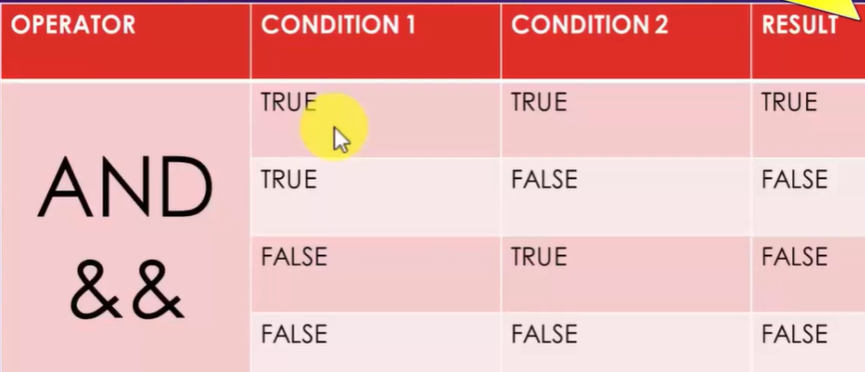 OPERATOR CONDITION 1 CONDITION 2 RESULT
TRUE TRUE TRUE
AND
TRUE FALSE FALSE
FALSE TRUE FALSE
&&
FALSE FALSE FALSE